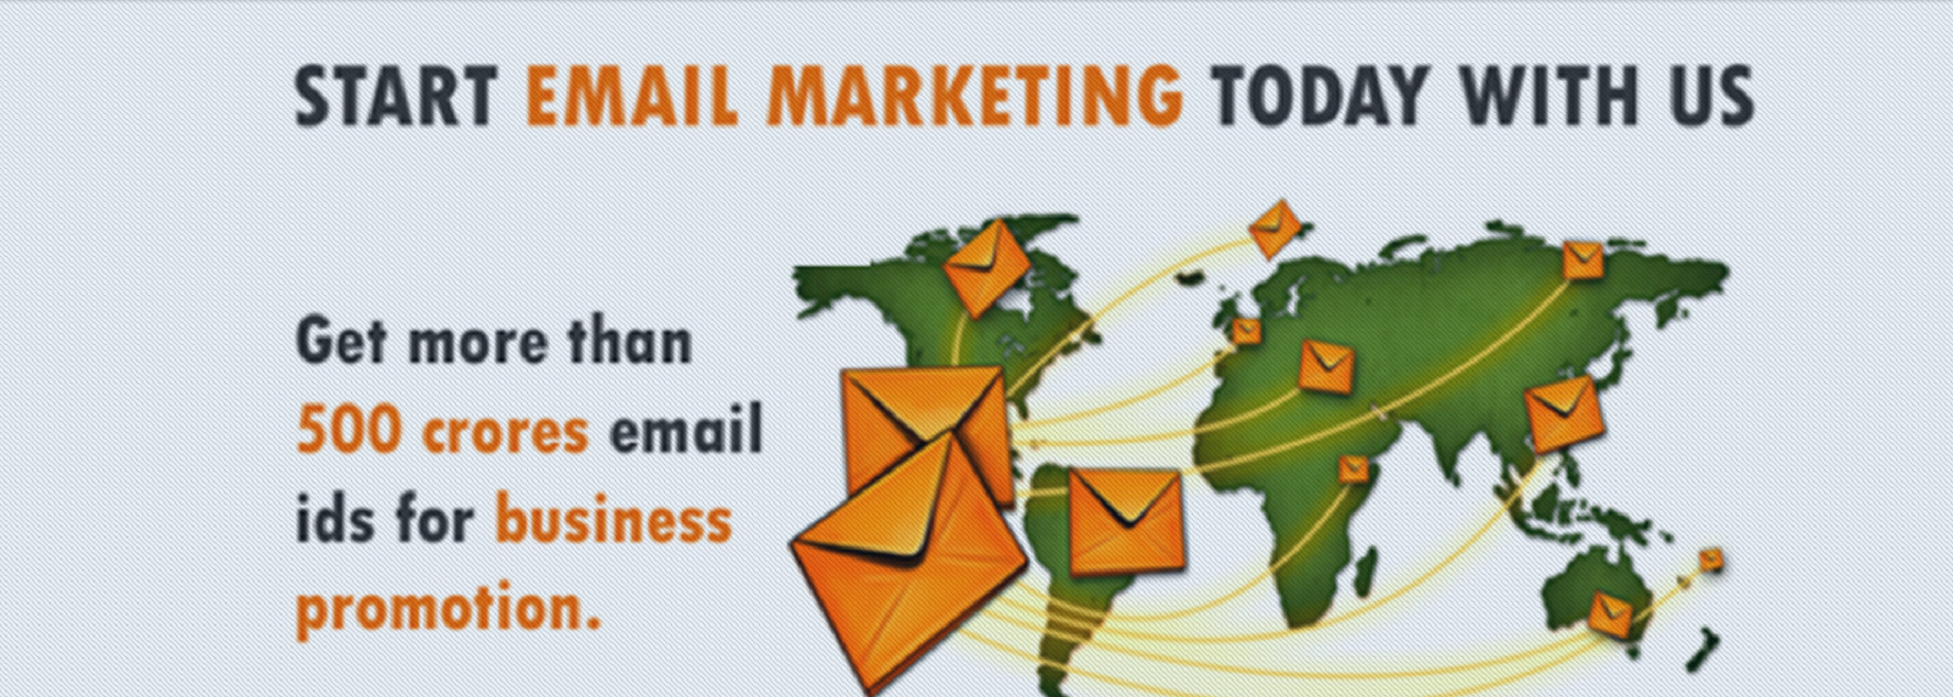 START EMAIL MARKETING TODAY WITH US
Get more than
500 crores email
ids for business
promotion.